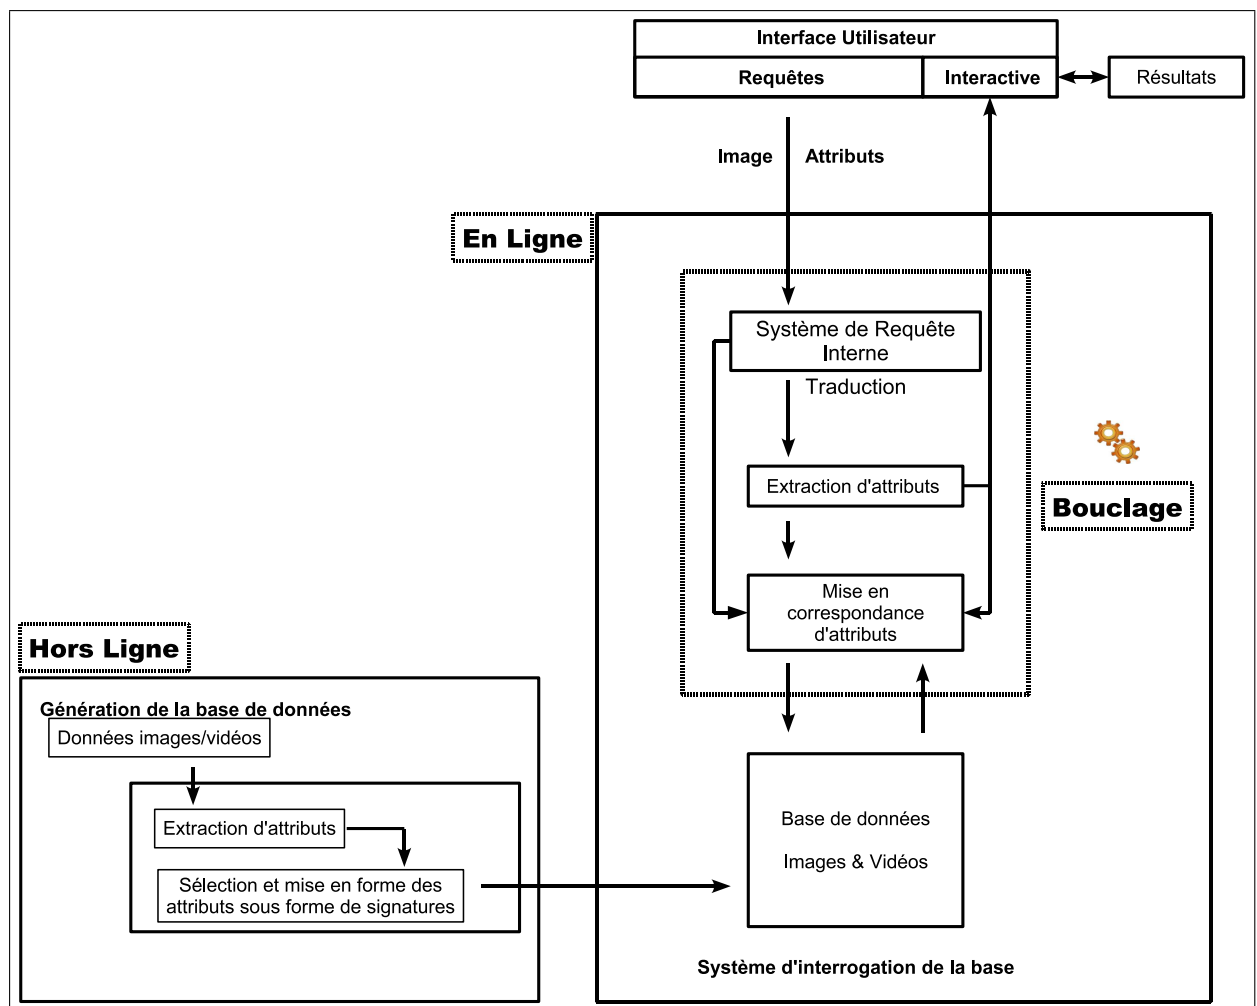 Interface Utilisateur
Requêtes
Interactive
Résultats
Image
Attributs
En Ligne
Système de Requête
Interne
Traduction
Extraction d'attributs
Bouclage
Mise en
correspondance
d'attributs
Hors Ligne
Génération de la base de données
Données images/vidéos
Extraction d'attributs
Sélection et mise en forme des
attributs sous forme de signatures
Base de données
Images & Vidéos
Système d'interrogation de la base